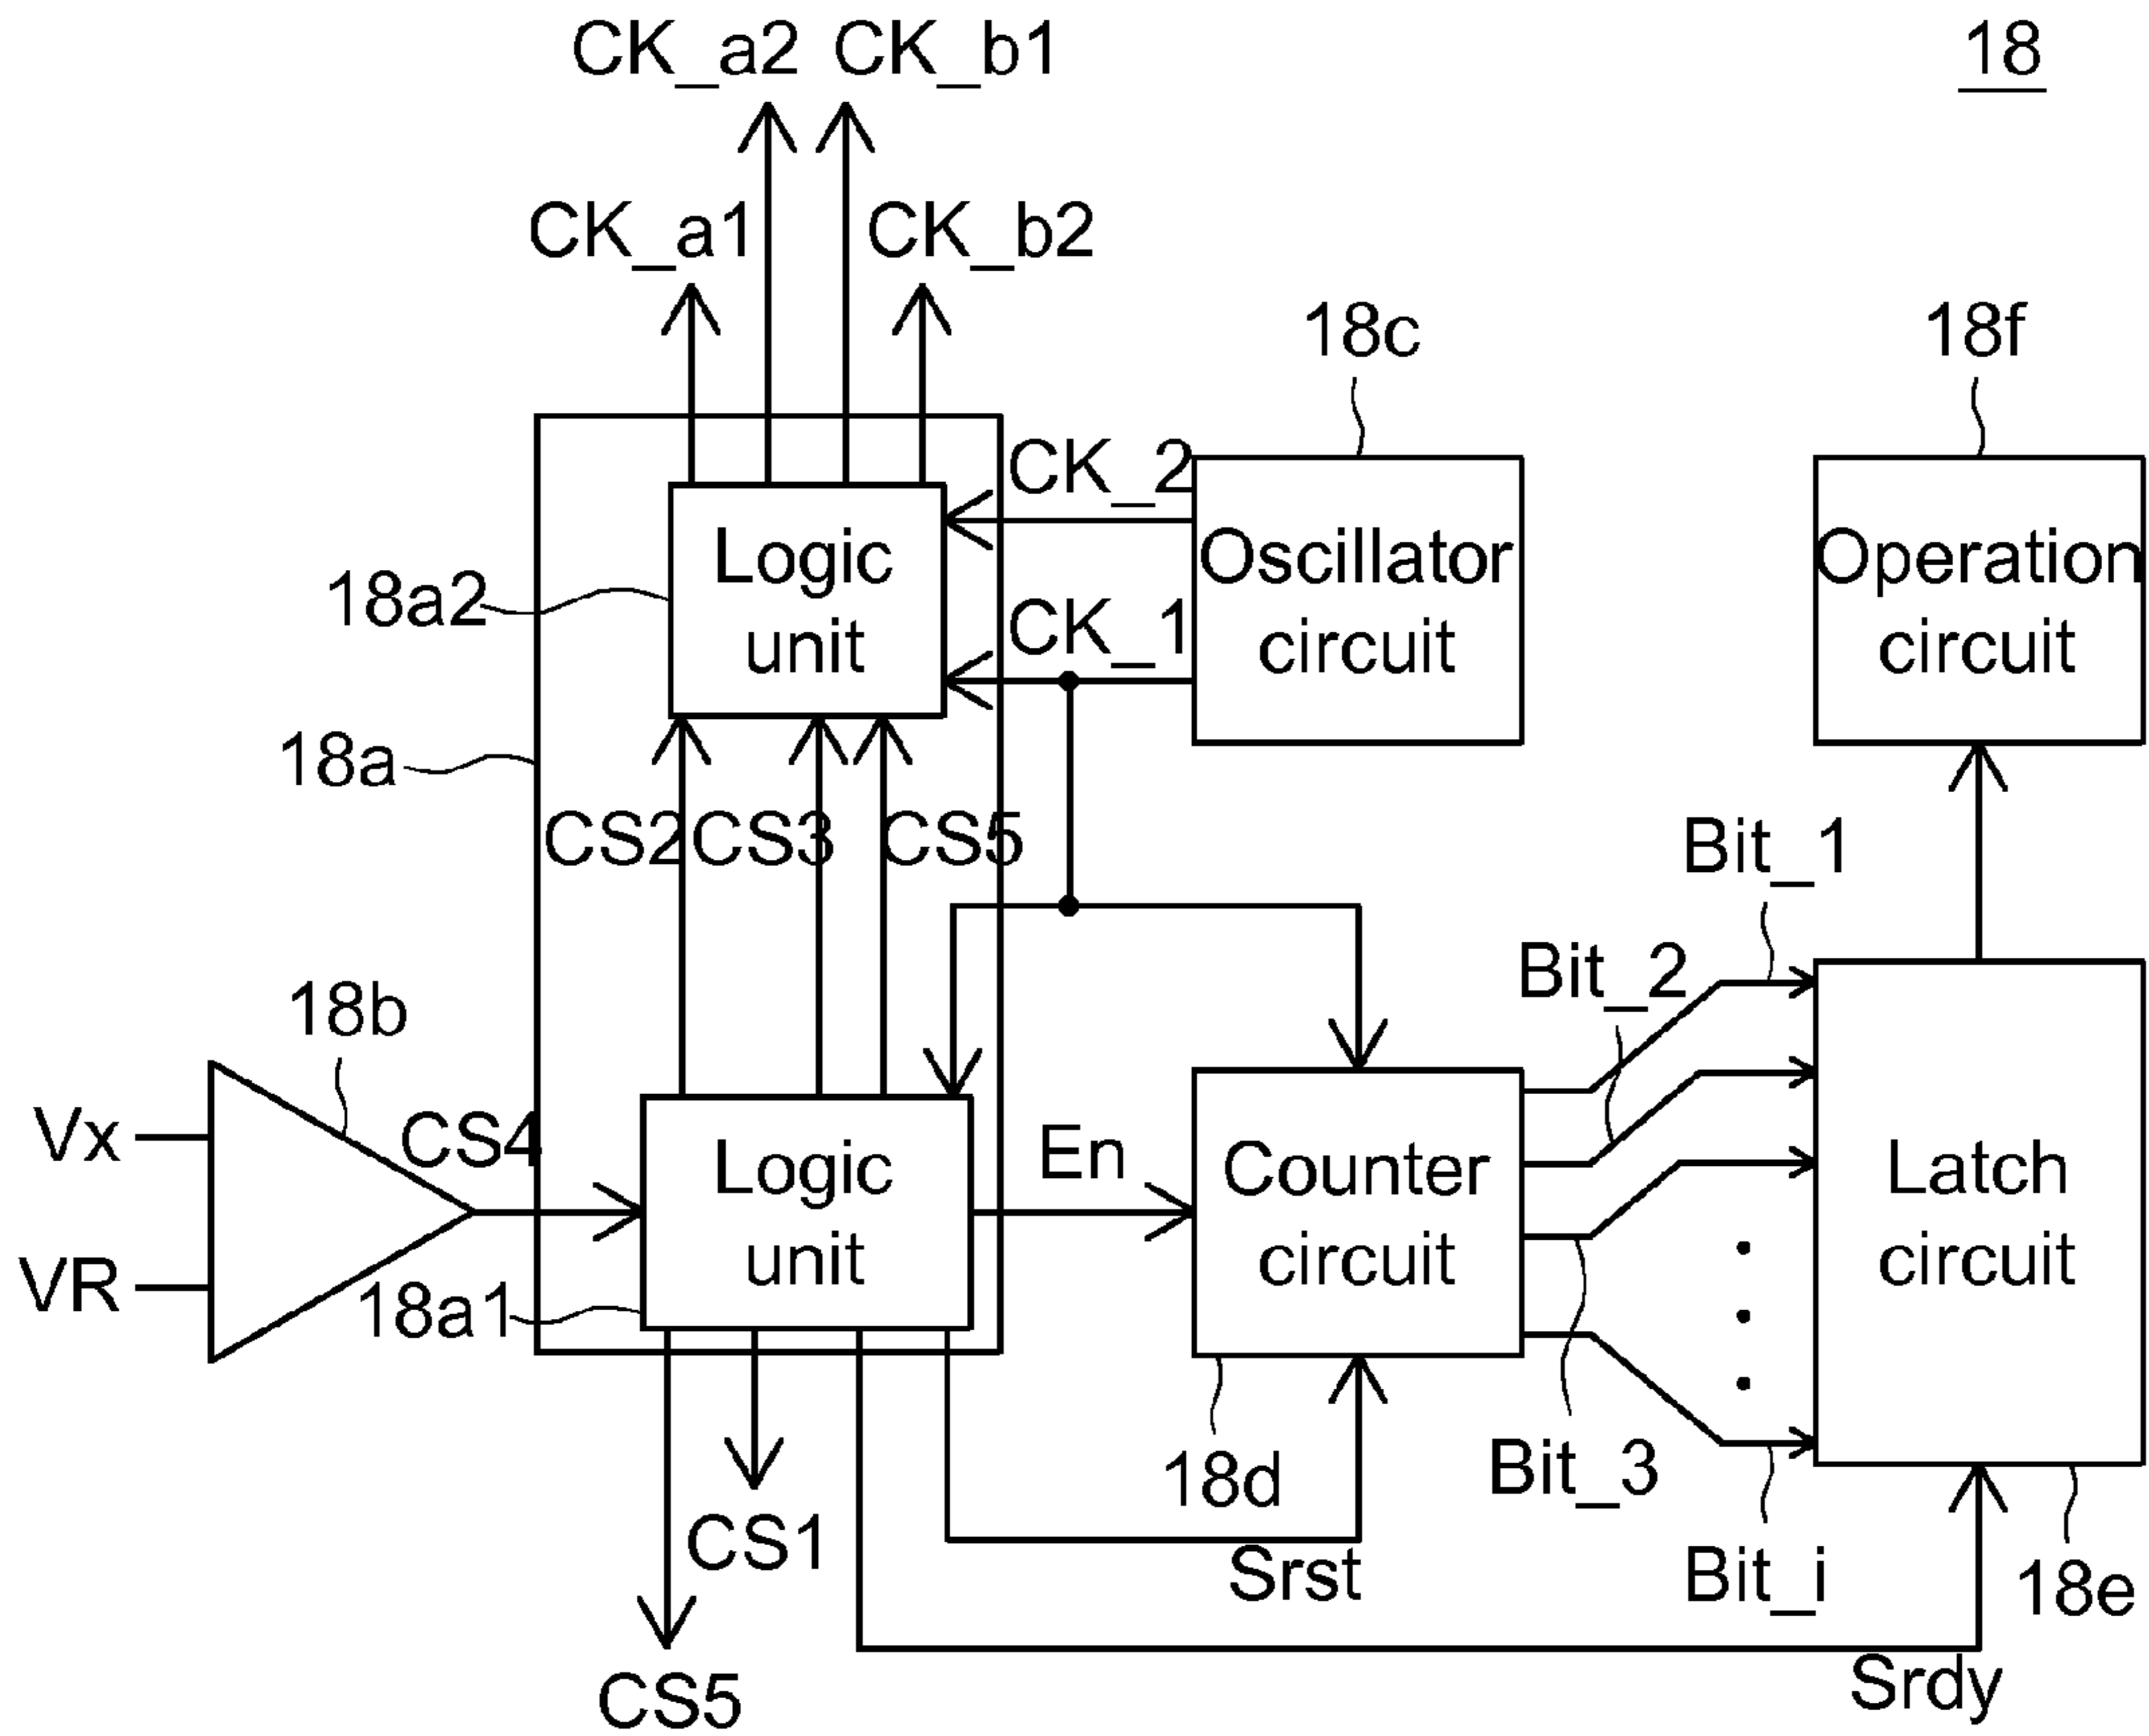 CK_a2 CK_b1
18
CK_a1 CK_b2
18c
18f
CK_2
Logic
unit
Oscillator
circuit
Operation
circuit
18a2
CK_1
18a
CS2 CS3 CS5
Bit_1
Bit_2
18b
Vx
CS4
VR
18a1
Logic
unit
En
Counter
circuit
Latch
circuit
18d
Bit_3
CS1
Srst
Bit_i
18e
CS5
Srdy